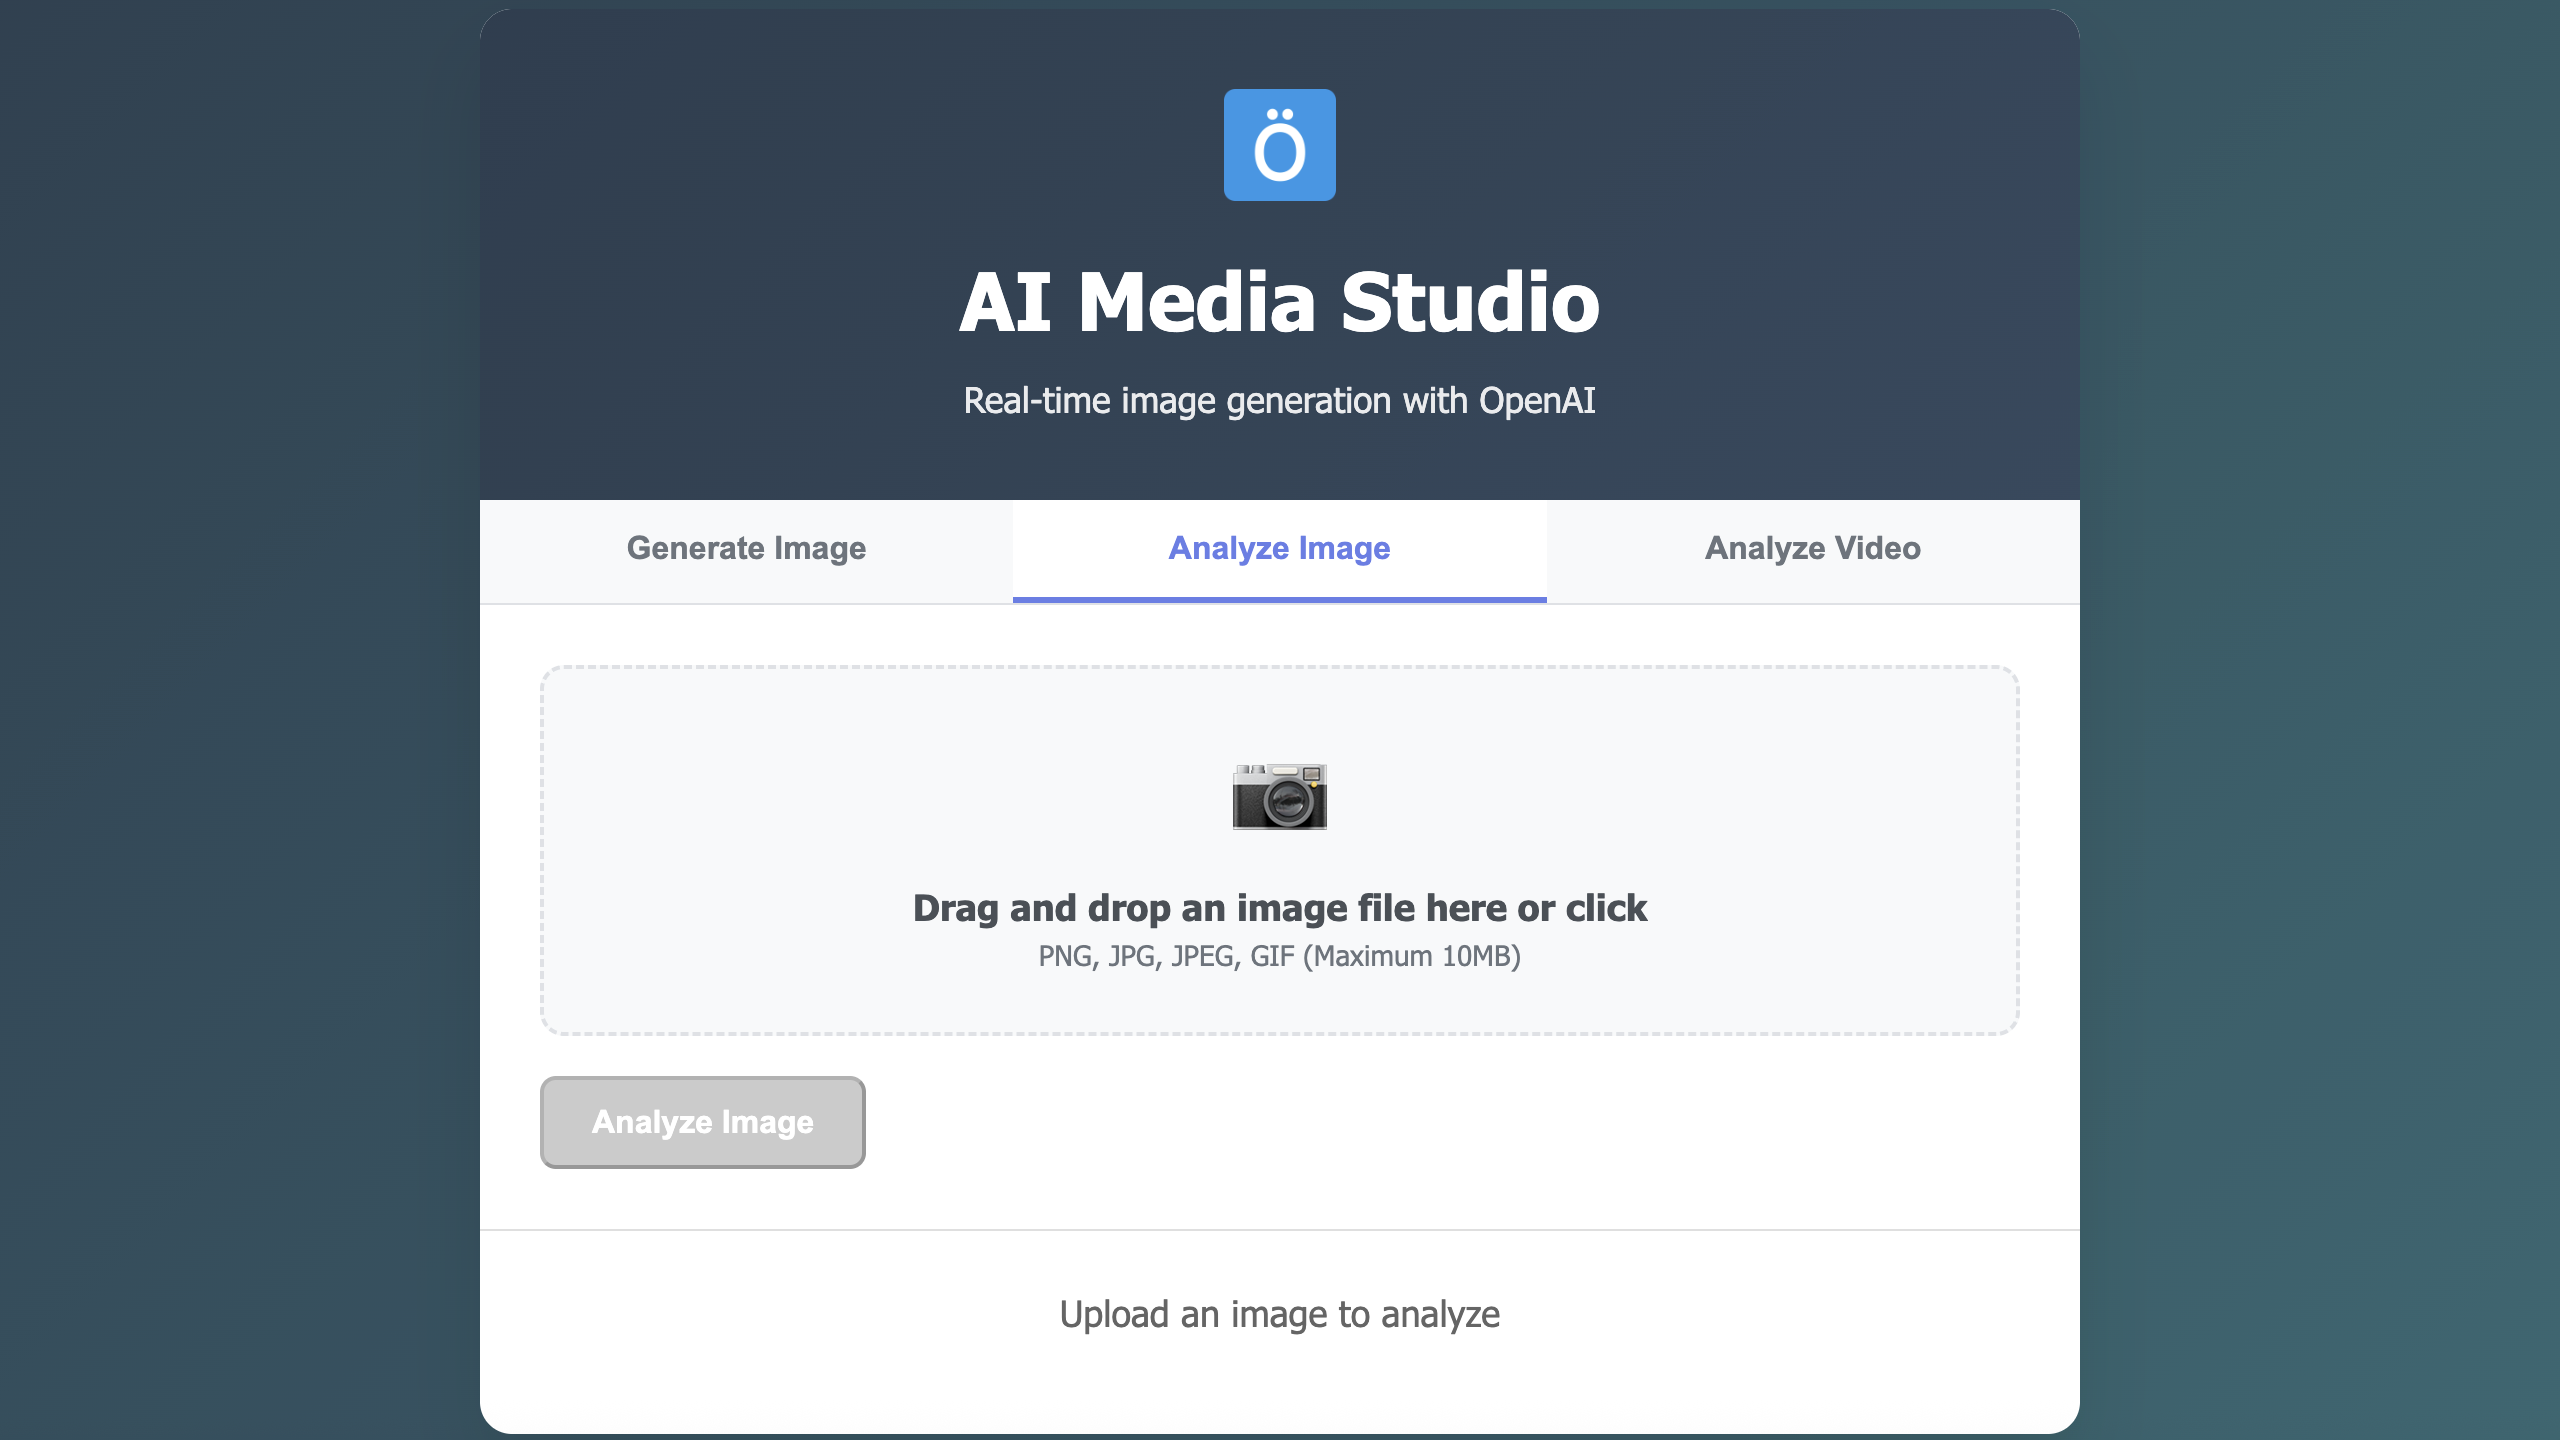 Ö
AI Media Studio
Real-time image generation with OpenAI
Generate Image
Analyze Image
Analyze Video
Drag and drop an image file here or click
PNG, JPG, JPEG, GIF (Maximum 10MB)
Analyze Image
Upload an image to analyze